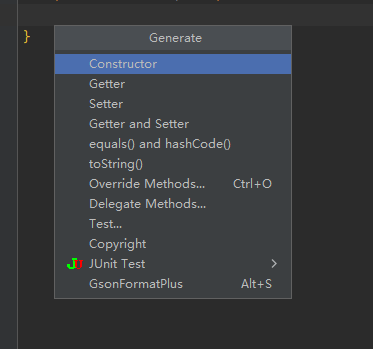 }
Generate
Constructor
Getter
Setter
Getter and Setter
equals() and hashCode()
toString()
Override Methods... Ctrl+O
Delegate Methods...
Test...
Copyright
JU JUnit Test
GsonFormatPlus Alt+S